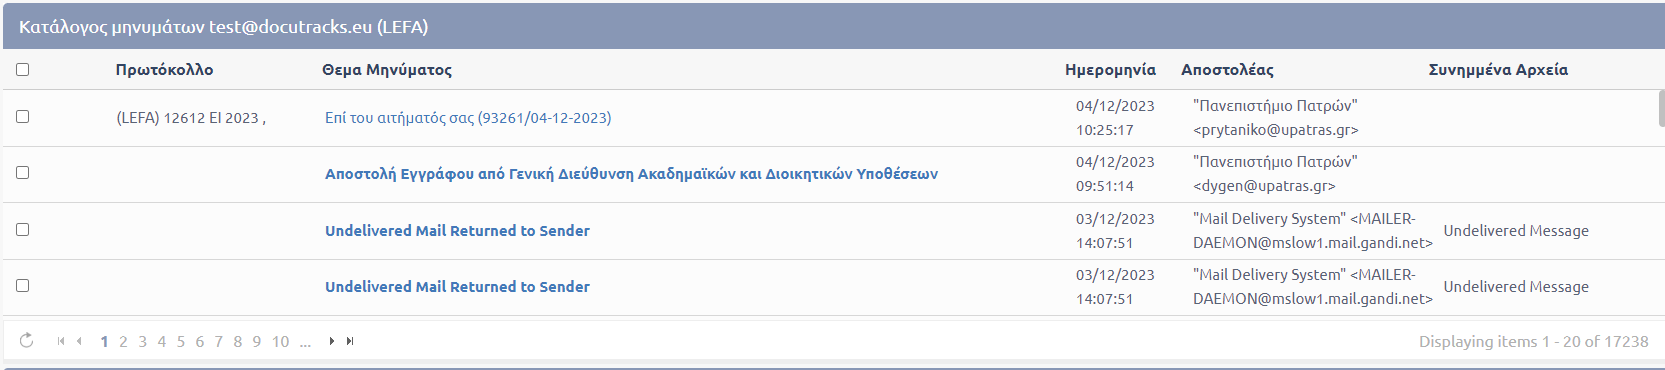 Κατάλογος μηνυμάτων test@docutracks.eu (LEFA)
Πρωτόκολλο Θεμα Μηνύματος Ημερομηνία Αποστολέας Συνημμένα Αρχεία
(LEFA) 12612 ΕΙ 2023 , Επί του αιτήματός σας (93261/04-12-2023) 04/12/2023 "Πανεπιστήμιο Πατρών"
10:25:17 <prytaniko@upatras.gr>
Αποστολή Εγγράφου από Γενική Διεύθυνση Ακαδημαϊκών και Διοικητικών Υποθέσεων 04/12/2023 "Πανεπιστήμιο Πατρών"
09:51:14 <dygen@upatras.gr>
Undelivered Mail Returned to Sender 03/12/2023 "Mail Delivery System" <MAILER- Undelivered Message
14:07:51 DAEMON@mslow1.mail.gandi.net>
Undelivered Mail Returned to Sender 03/12/2023 "Mail Delivery System" <MAILER- Undelivered Message
14:07:51 DAEMON@mslow1.mail.gandi.net>
1 2 3 4 5 6 7 8 9 10 ... Displaying items 1 - 20 of 17238